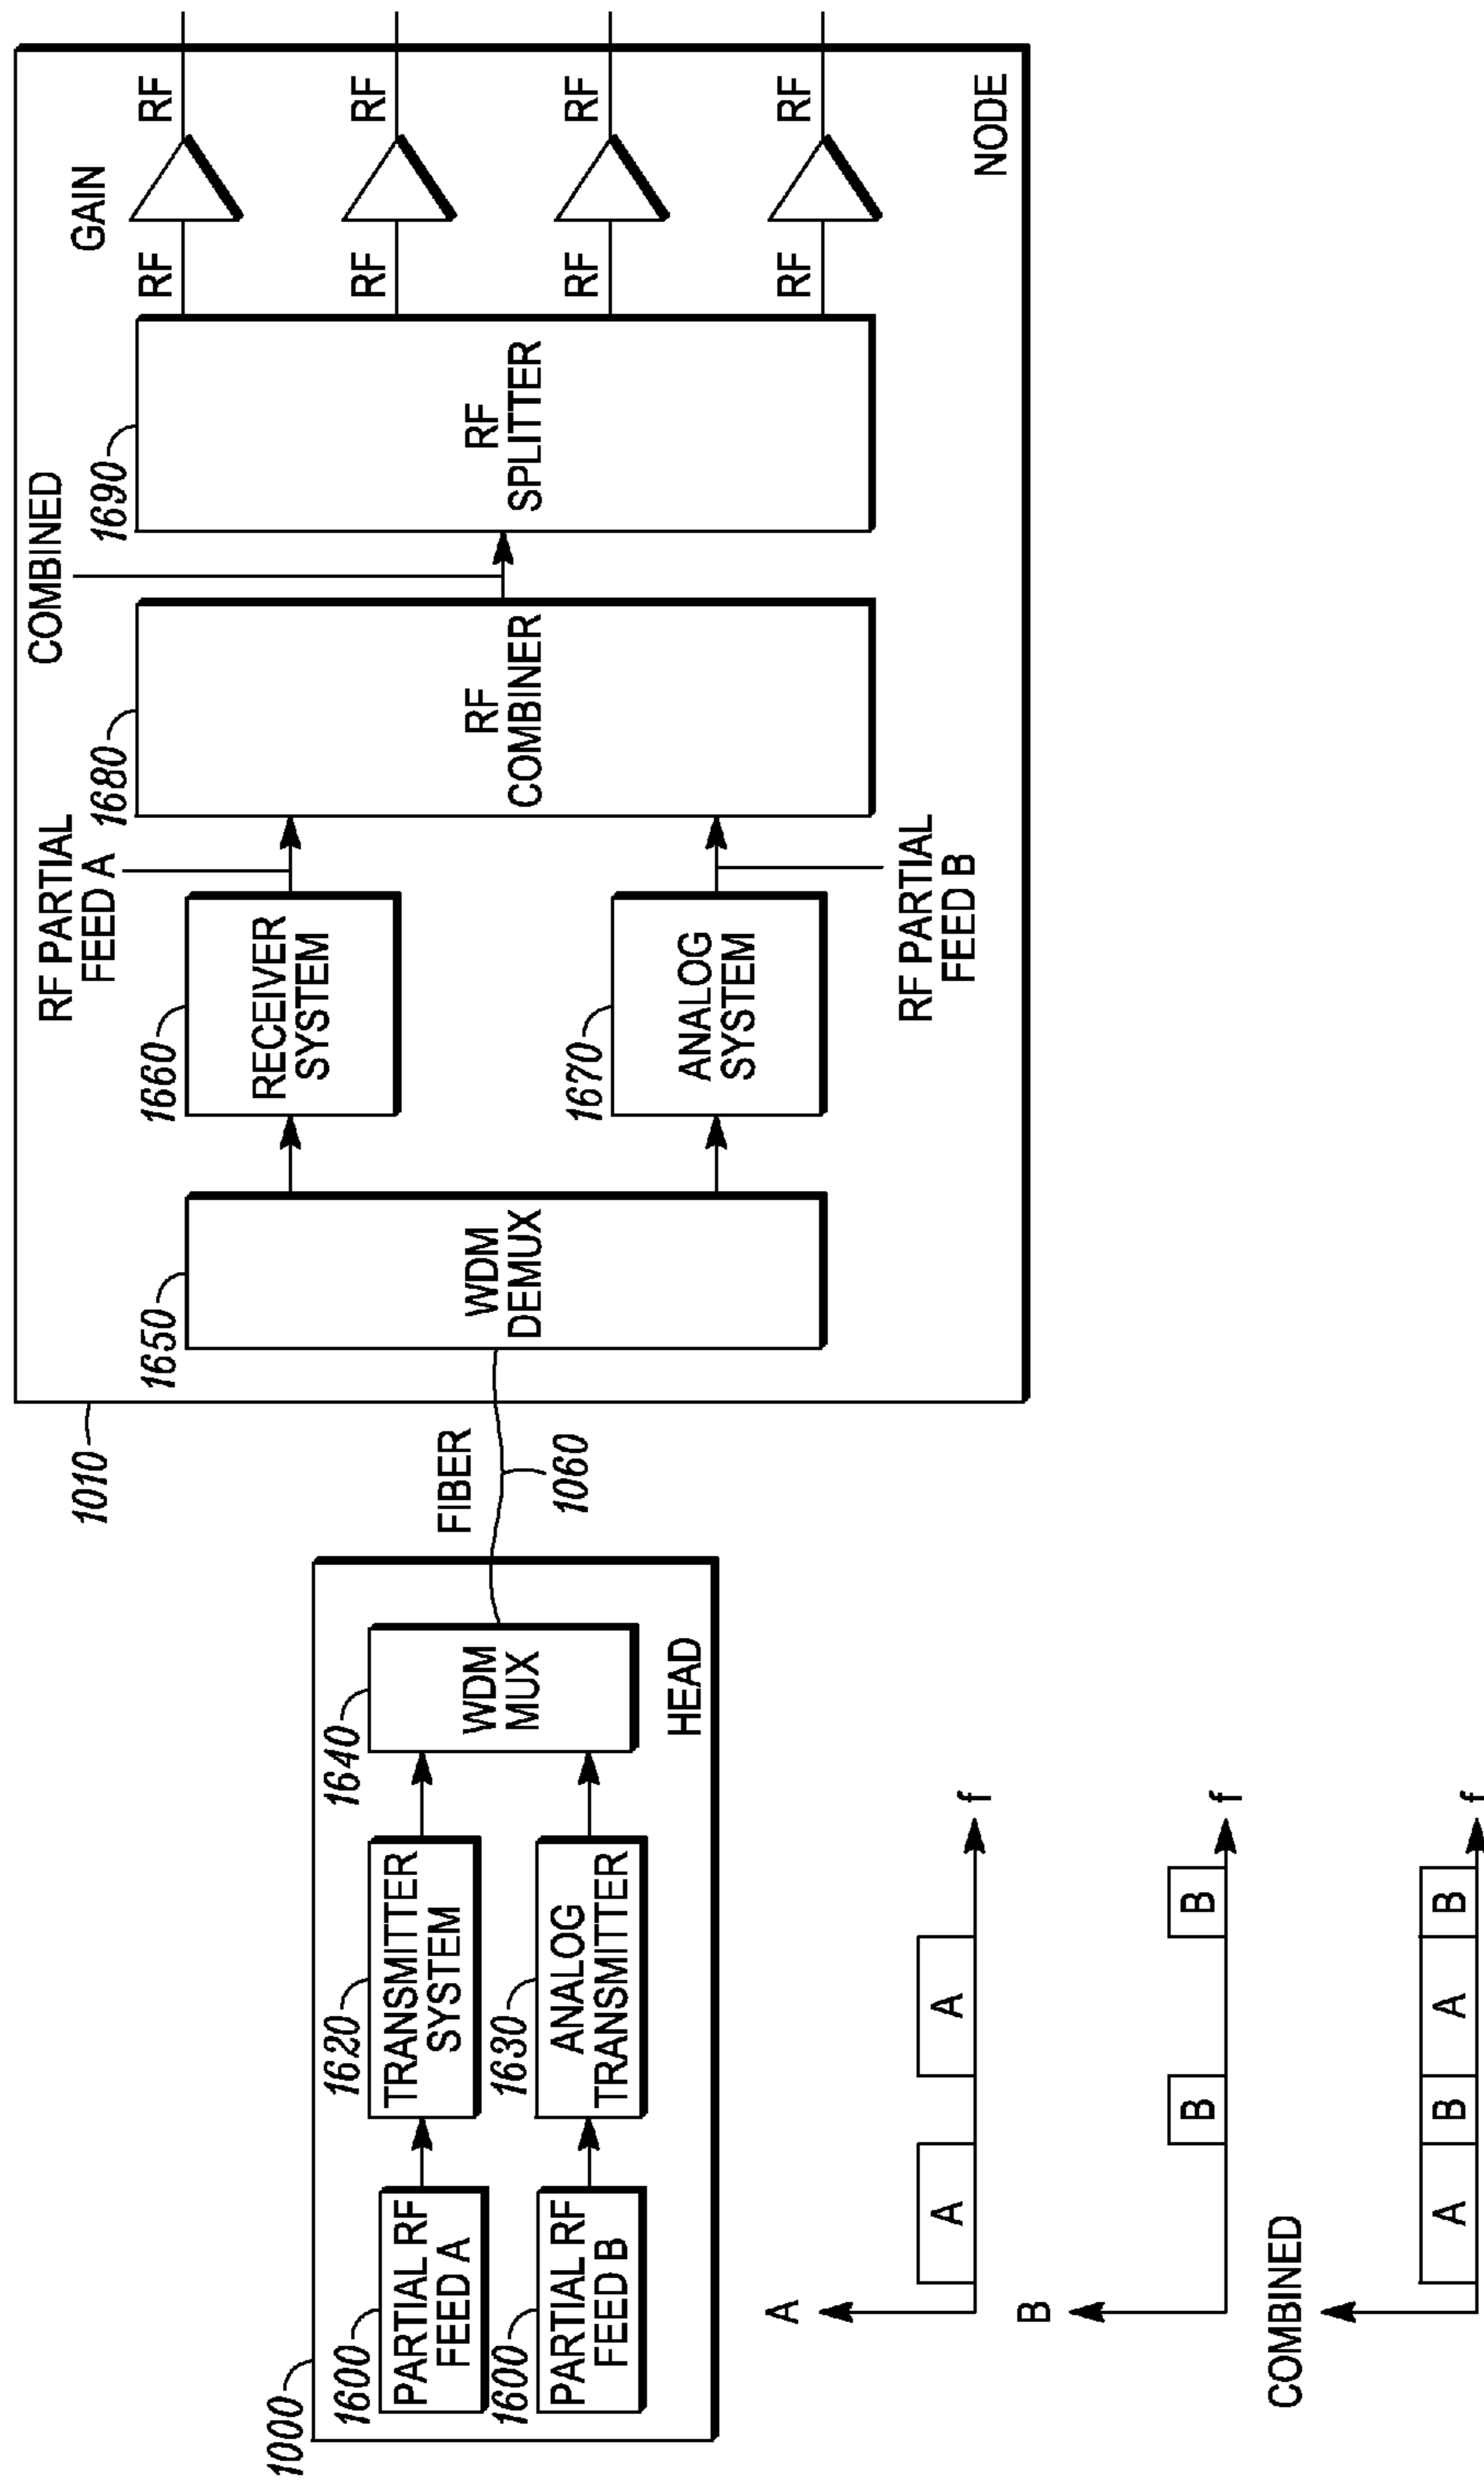 1000
1600
PARTIAL RF
FEED A
1600
PARTIAL RF
FEED B
1620
TRANSMITTER
SYSTEM
1630
ANALOG
TRANSMITTER
1640
WDM
MUX
HEAD
FIBER
1060
1010
1650
WDM
DEMUX
1660
RECEIVER
SYSTEM
1670
ANALOG
SYSTEM
RF PARTIAL
FEED A
RF PARTIAL
FEED B
1680
RF
COMBINER
COMBINED
1690
RF
SPLITTER
GAIN
RF
RF
RF
RF
RF
RF
RF
RF
NODE
A
A
A
f
B
B
B
f
COMBINED
A
B
A
B
f